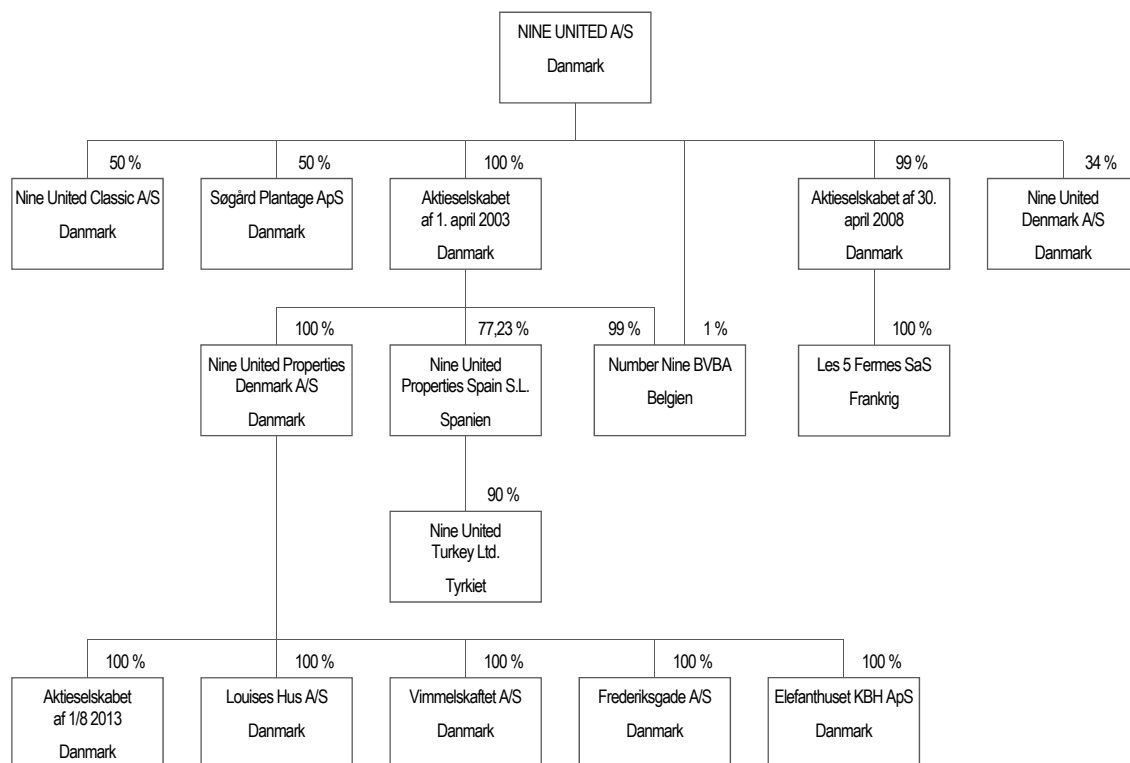 NINE UNITED A/S
Danmark
50 %
50 %
100 %
99 %
34 %
Nine United Classic A/S
Danmark
Søgård Plantage ApS
Danmark
Aktieselskabet
af 1. april 2003
Danmark
Aktieselskabet af 30.
april 2008
Danmark
Nine United
Denmark A/S
Danmark
100 %
77,23 %
99 %
1 %
100 %
Nine United Properties
Denmark A/S
Danmark
Nine United
Properties Spain S.L.
Spanien
Number Nine BVBA
Belgien
Les 5 Fermes SaS
Frankrig
90 %
Nine United
Turkey Ltd.
Tyrkiet
100 %
100 %
100 %
100 %
100 %
Aktieselskabet
af 1/8 2013
Danmark
Louises Hus A/S
Danmark
Vimmelskaftet A/S
Danmark
Frederiksgade A/S
Danmark
Elefanthuset KBH ApS
Danmark